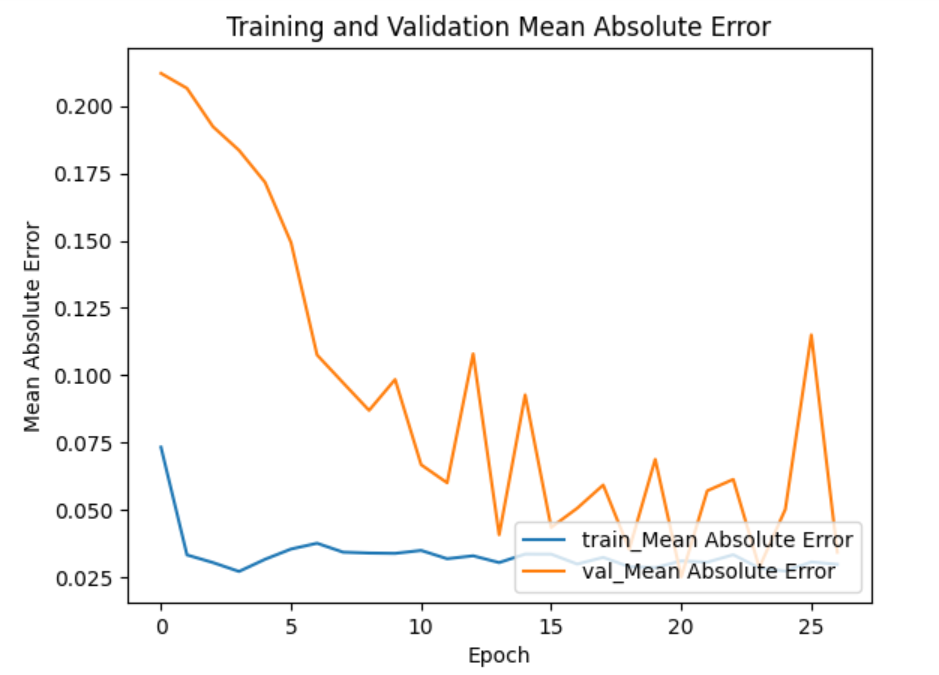 Training and Validation Mean Absolute Error
Mean Absolute Error
0.200
0.175
0.150
0.125
0.100
0.075
0.050
0.025
train_Mean Absolute Error
val_Mean Absolute Error
0 5 10 15 20 25
Epoch